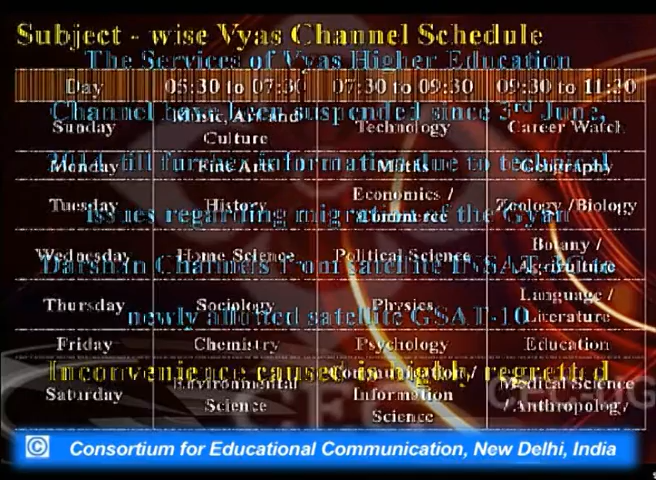 Subject - wise Vyas Channel Schedule
The Services of Vyas Higher Education
Day 05:30 to 07:30 07:30 to 09:30 09:30 to 11:30
Channel have been suspended since 3rd June,
Sunday Music, Art and Culture Technology Career Watch
2014, till further information due to technical
Monday Fine Arts Maths Geography
Tuesday History Economics / Commerce Zoology /Biology
issues regarding migration of the Gyan
Wednesday Home Science Political Science Botany / Agriculture
Darshan Channels from satellite INSAT to
Thursday Sociology Physics Language / Literature
newly allotted satellite GSAT-10
Friday Chemistry Psychology Education
Inconvenience caused is highly regretted
Saturday Environmental Science Information Science Medical Science / Anthropology
© Consortium for Educational Communication, New Delhi, India